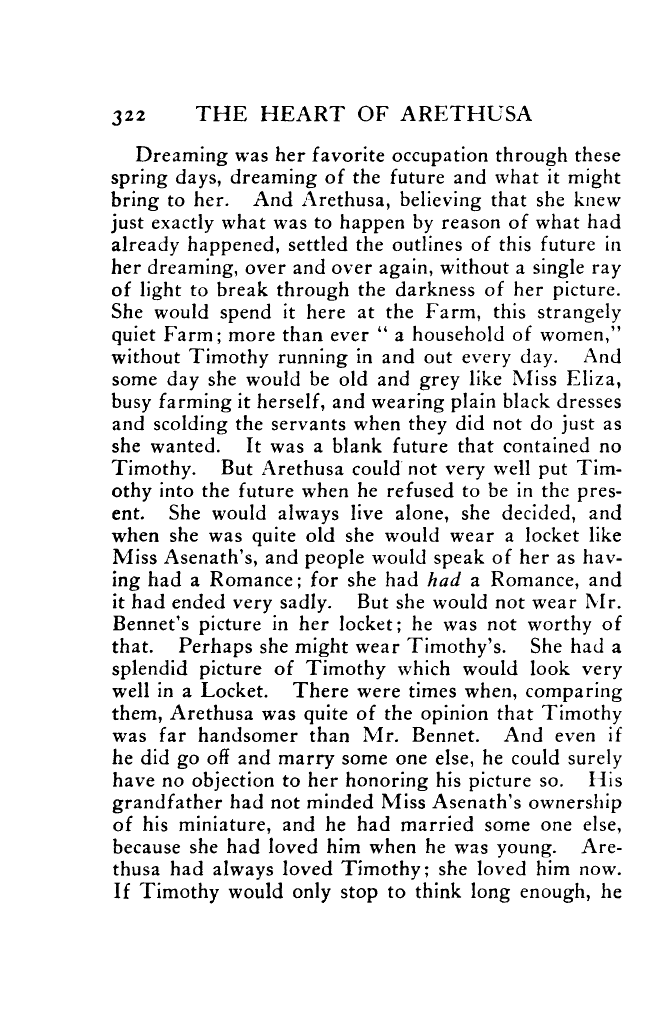 322 THE HEART OF ARETHUSA
Dreaming was her favorite occupation through these
spring days, dreaming of the future and what it might
bring to her. And Arethusa, believing that she knew
just exactly what was to happen by reason of what had
already happened, settled the outlines of this future in
her dreaming, over and over again, without a single ray
of light to break through the darkness of her picture.
She would spend it here at the Farm, this strangely
quiet Farm; more than ever “ a household of women,”
without Timothy running in and out every day. And
some day she would be old and grey like Miss Eliza,
busy farming it herself, and wearing plain black dresses
and scolding the servants when they did not do just as
she wanted. It was a blank future that contained no
Timothy. But Arethusa could not very well put Tim-
othy into the future when he refused to be in the pres-
ent. She would always live alone, she decided, and
when she was quite old she would wear a locket like
Miss Asenath's, and people would speak of her as hav-
ing had a Romance; for she had had a Romance, and
it had ended very sadly. But she would not wear Mr.
Bennet's picture in her locket; he was not worthy of
that. Perhaps she might wear Timothy's. She had a
splendid picture of Timothy which would look very
well in a Locket. There were times when, comparing
them, Arethusa was quite of the opinion that Timothy
was far handsomer than Mr. Bennet. And even if
he did go off and marry some one else, he could surely
have no objection to her honoring his picture so. His
grandfather had not minded Miss Asenath's ownership
of his miniature, and he had married some one else,
because she had loved him when he was young. Are-
thusa had always loved Timothy; she loved him now.
If Timothy would only stop to think long enough, he